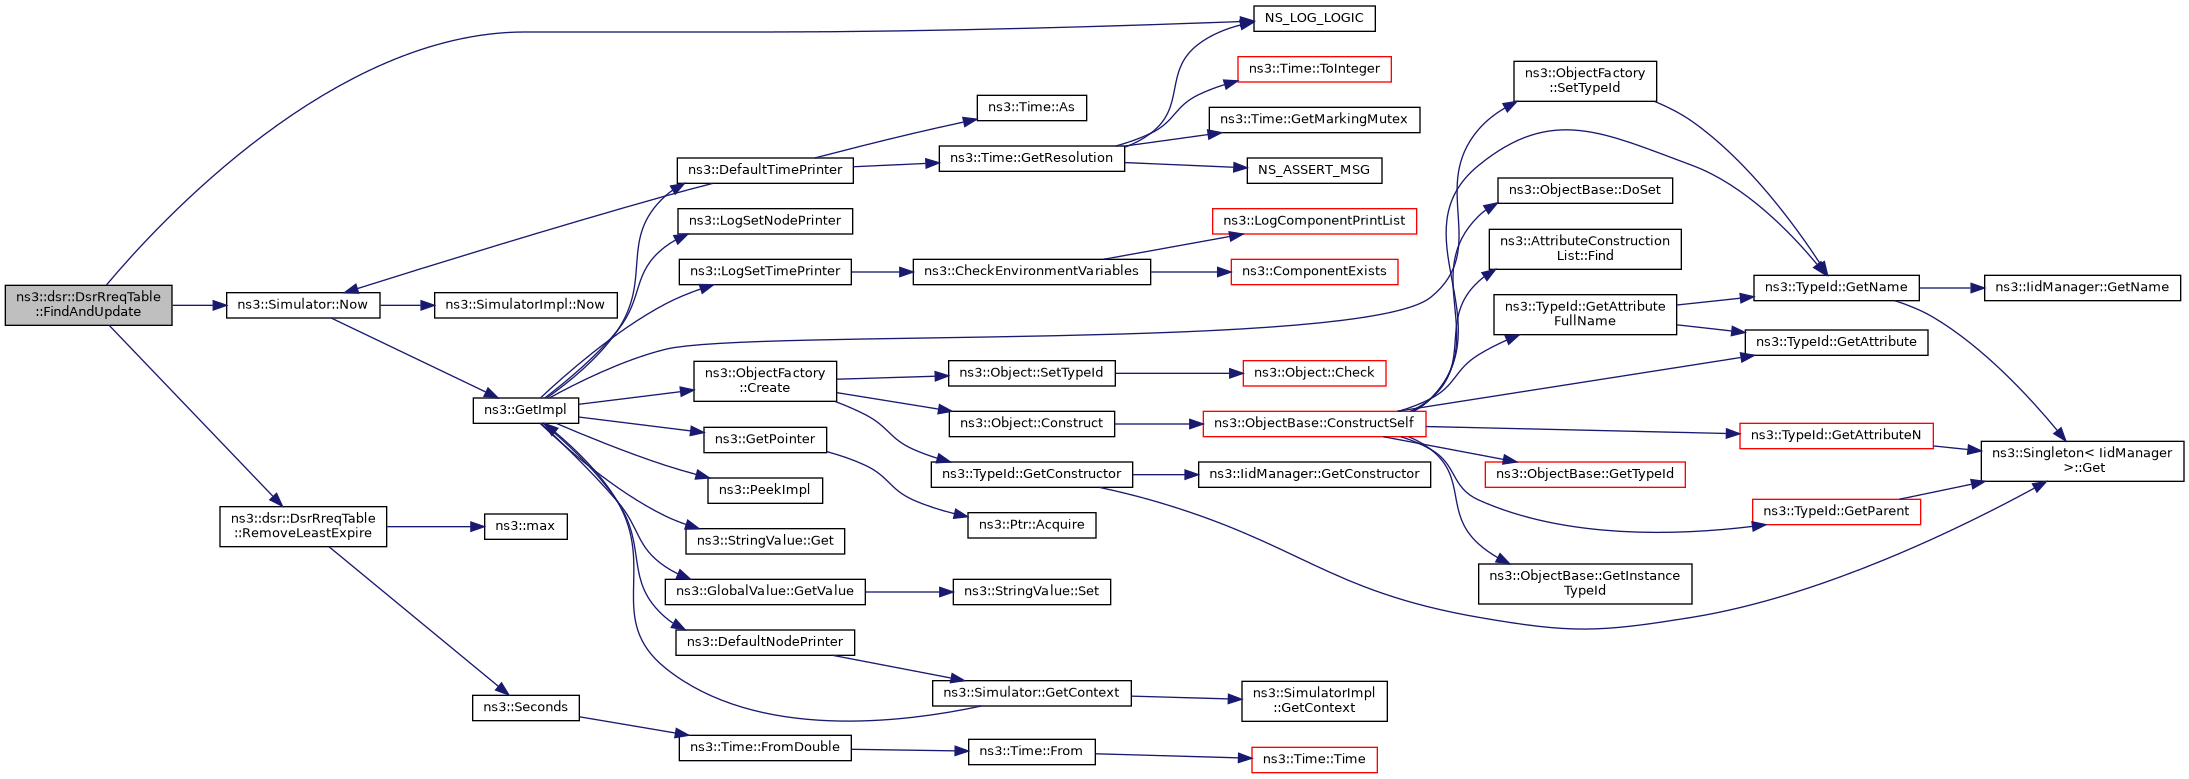 ns3::dsr::DsrRreqTable
::FindAndUpdate
ns3::Simulator::Now
ns3::dsr::DsrRreqTable
::RemoveLeastExpire
ns3::SimulatorImpl::Now
ns3::GetImpl
ns3::max
ns3::Seconds
ns3::DefaultTimePrinter
ns3::LogSetNodePrinter
ns3::LogSetTimePrinter
ns3::ObjectFactory
::Create
ns3::GetPointer
ns3::PeekImpl
ns3::StringValue::Get
ns3::GlobalValue::GetValue
ns3::DefaultNodePrinter
ns3::Time::FromDouble
ns3::Time::As
ns3::Time::GetResolution
ns3::CheckEnvironmentVariables
ns3::Object::SetTypeId
ns3::Object::Construct
ns3::TypeId::GetConstructor
ns3::Ptr::Acquire
ns3::StringValue::Set
ns3::Simulator::GetContext
ns3::Time::From
NS_LOG_LOGIC
ns3::Time::ToInteger
ns3::Time::GetMarkingMutex
NS_ASSERT_MSG
ns3::LogComponentPrintList
ns3::ComponentExists
ns3::Object::Check
ns3::ObjectBase::ConstructSelf
ns3::IidManager::GetConstructor
ns3::SimulatorImpl
::GetContext
ns3::Time::Time
ns3::ObjectFactory
::SetTypeId
ns3::ObjectBase::DoSet
ns3::AttributeConstruction
List::Find
ns3::TypeId::GetAttribute
FullName
ns3::ObjectBase::GetTypeId
ns3::ObjectBase::GetInstance
TypeId
ns3::TypeId::GetName
ns3::TypeId::GetAttribute
ns3::TypeId::GetAttributeN
ns3::TypeId::GetParent
ns3::IidManager::GetName
ns3::Singleton< IidManager
>::Get